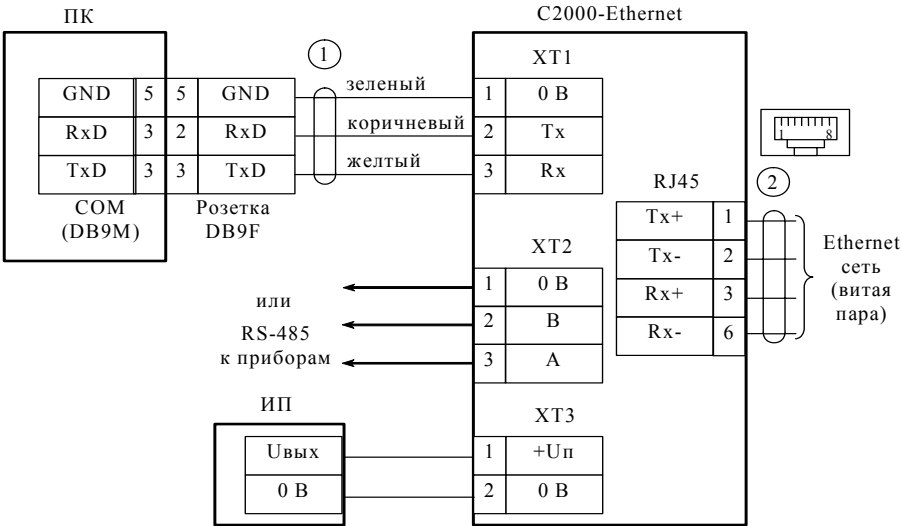 ПК
С2000-Ethernet
1
ХТ1
GND 5 5 GND
зеленый
1 0 В
RxD 3 2 RxD
коричневый
2 Tx
TxD 3 3 TxD
желтый
3 Rx
COM
(DB9M)
Розетка
DB9F
1 8
RJ45
2
Tx+ 1
Tx- 2
Rx+ 3
Rx- 6
Ethernet
сеть
(витая
пара)
ХТ2
1 0 В
2 В
3 А
или
RS-485
к приборам
ИП
ХТ3
Uвых
1 +Uп
0 В
2 0 В